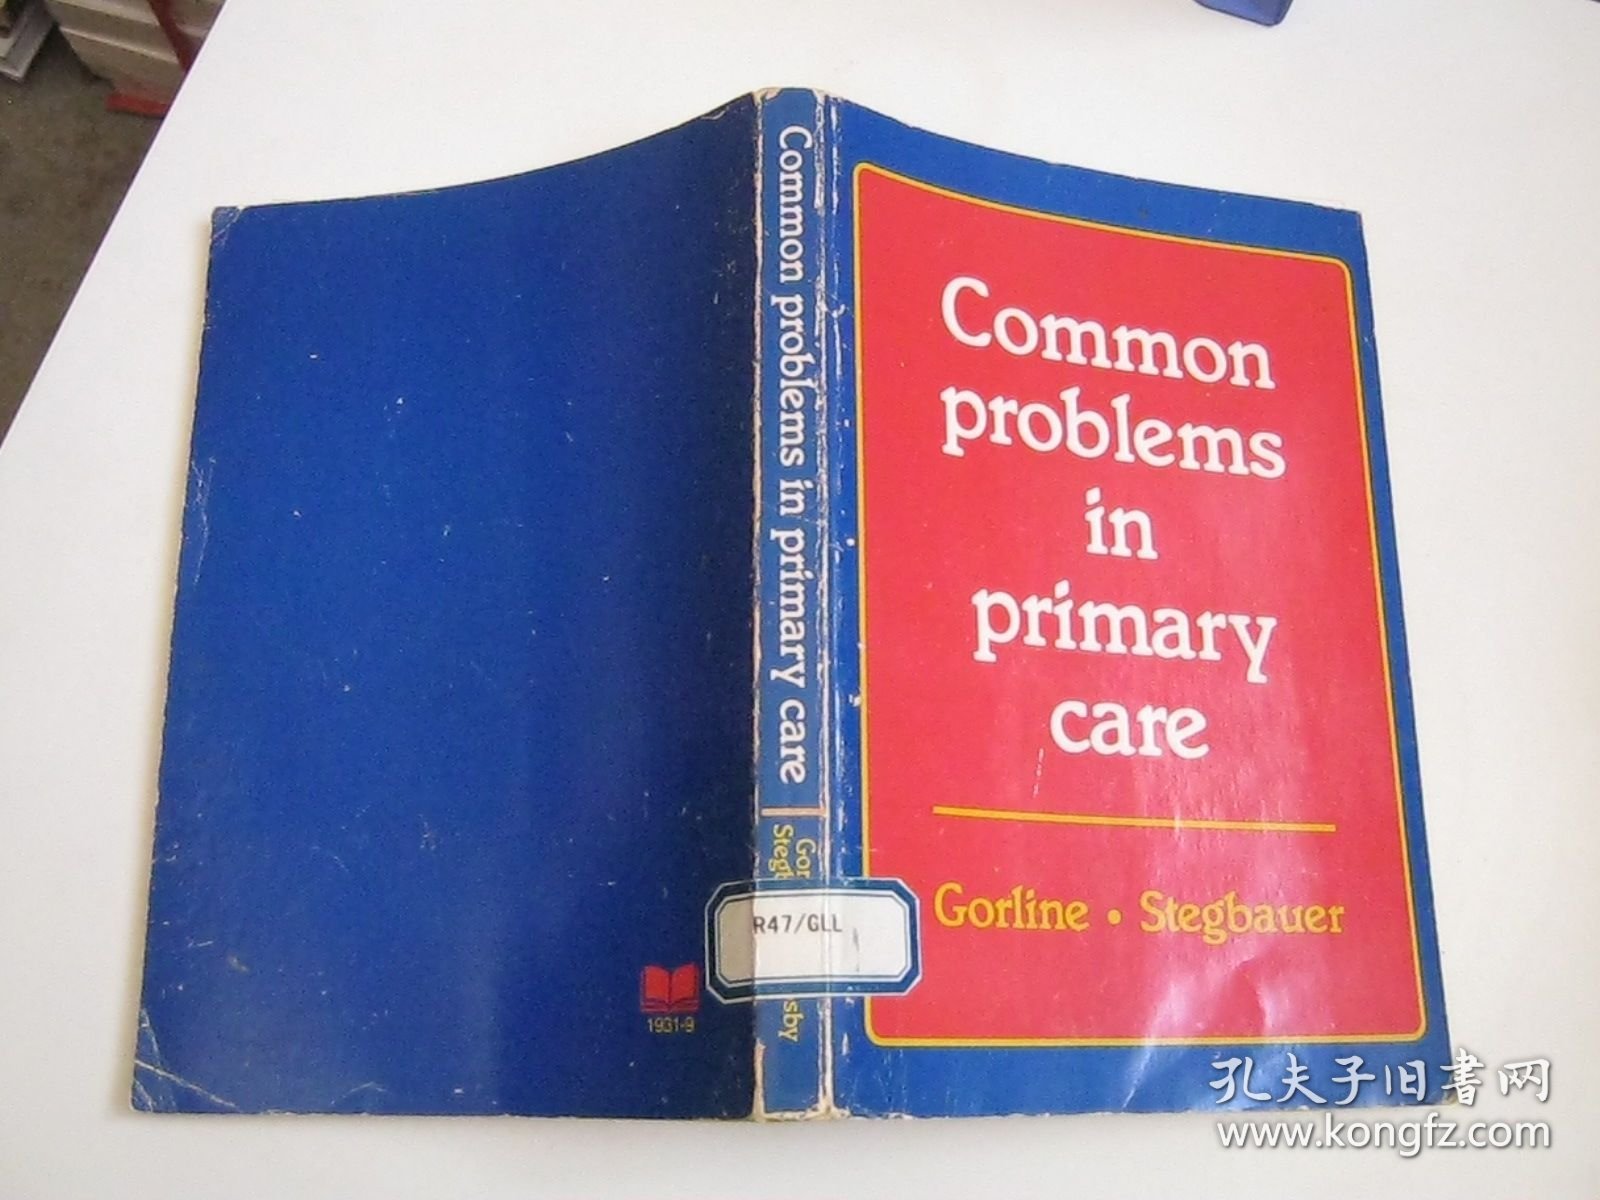 Common
problems
in
primary
care
Gorline • Stegbauer
Common problems in primary care
R47/GLL
1931-9
孔夫子旧書网
www.kongfz.com